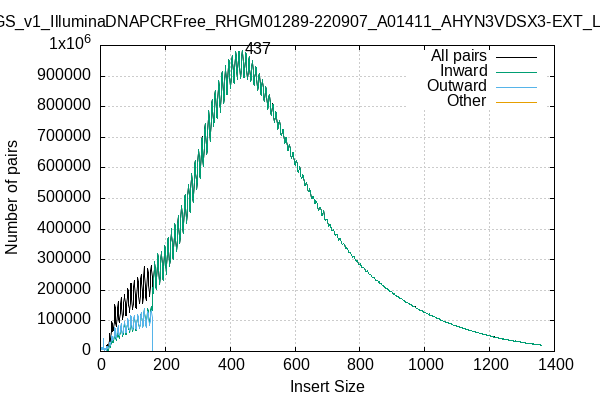 GS_v1_IlluminaDNAPCRFree_RHGM01289-220907_A01411_AHYN3VDSX3-EXT_L
437
All pairs
Inward
Outward
Other
1x10^6
900000
800000
700000
600000
500000
400000
300000
200000
100000
0
Number of pairs
0 200 400 600 800 1000 1200 1400
Insert Size